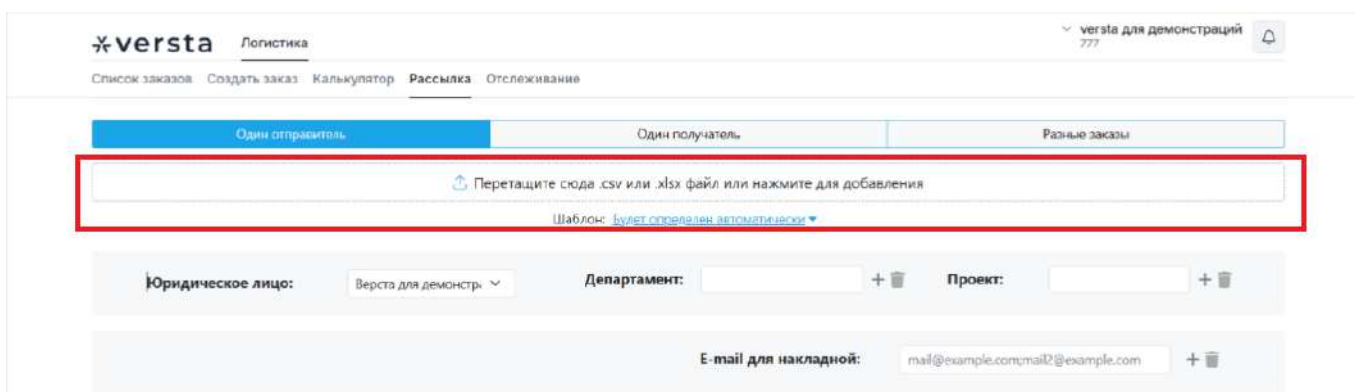 versta Логистика versta для демонстраций
777
Список заказов Создать заказ Калькулятор Рассылка Отслеживание
Один отправитель Один получатель Разные заказы
Перетащите сюда .csv или .xlsx файл или нажмите для добавления
Шаблон: Будет определен автоматически
Юридическое лицо: Верста для демонстр Департамент: Проект:
E-mail для накладной: mail@example.com;mail2@example.com